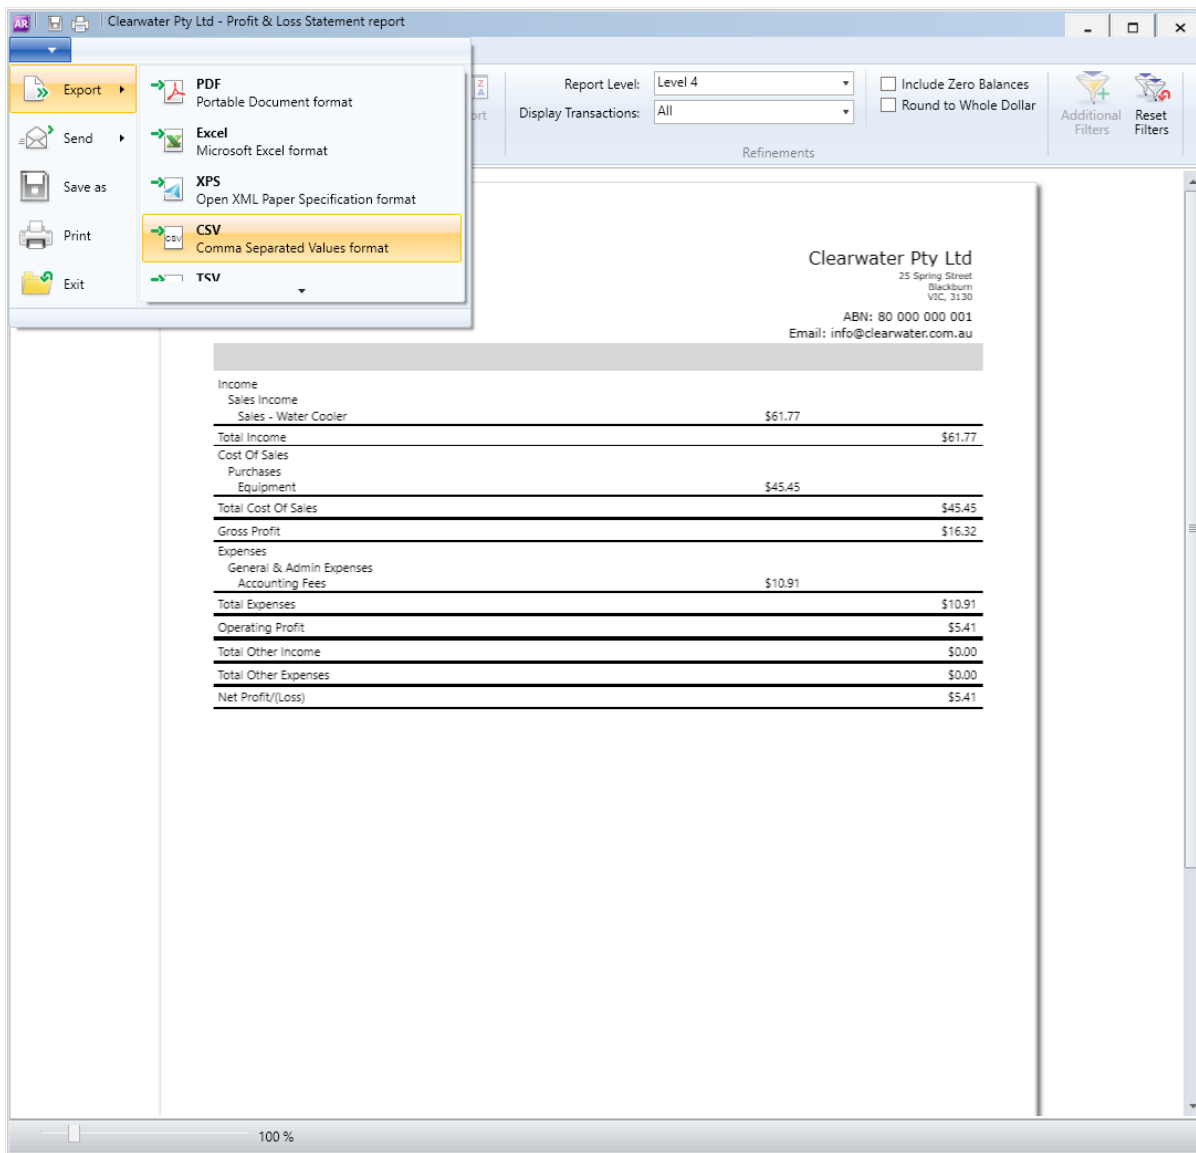 AR
Clearwater Pty Ltd - Profit & Loss Statement report
Export
Send
Save as
Print
Exit
PDF
Portable Document format
Excel
Microsoft Excel format
XPS
Open XML Paper Specification format
CSV
CSV
Comma Separated Values format
TSV
Z
A
Report Level: Level 4
Display Transactions: All
Include Zero Balances
Round to Whole Dollar
Refinements
Additional
Filters
Reset
Filters
Clearwater Pty Ltd
25 Spring Street
Blackburn
VIC, 3130
ABN: 80 000 000 001
Email: info@clearwater.com.au
Income
Sales Income
Sales - Water Cooler $61.77
Total Income $61.77
Cost Of Sales
Purchases
Equipment $45.45
Total Cost Of Sales $45.45
Gross Profit $16.32
Expenses
General & Admin Expenses
Accounting Fees $10.91
Total Expenses $10.91
Operating Profit $5.41
Total Other Income $0.00
Total Other Expenses $0.00
Net Profit/(Loss) $5.41
100 %